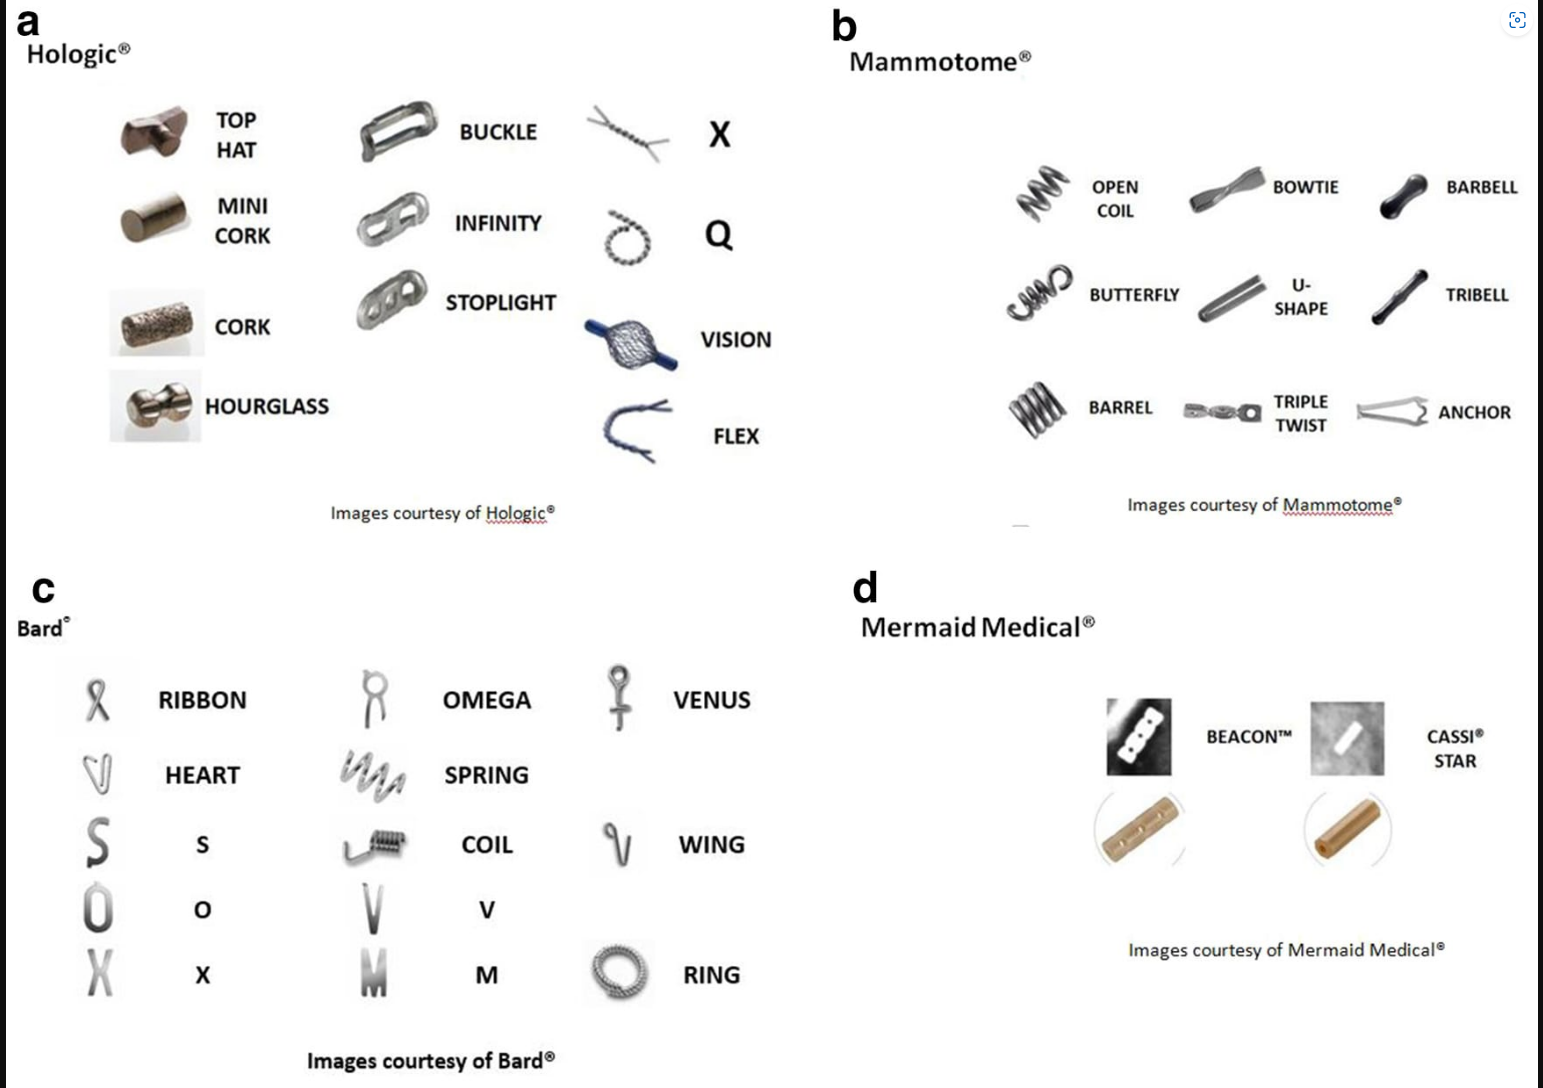 a
Hologic®
TOP
HAT
BUCKLE
X
MINI
CORK
INFINITY
Q
CORK
STOPLIGHT
VISION
HOURGLASS
FLEX
Images courtesy of Hologic®
b
Mammotome®
OPEN
COIL
BOWTIE
BARBELL
BUTTERFLY
U-
SHAPE
TRIBELL
BARREL
TRIPLE
TWIST
ANCHOR
Images courtesy of Mammotome®
c
Bard©
RIBBON
OMEGA
VENUS
HEART
SPRING
S
COIL
WING
O
V
X
M
RING
Images courtesy of Bard®
d
Mermaid Medical®
BEACON™
CASSI®
STAR
Images courtesy of Mermaid Medical®